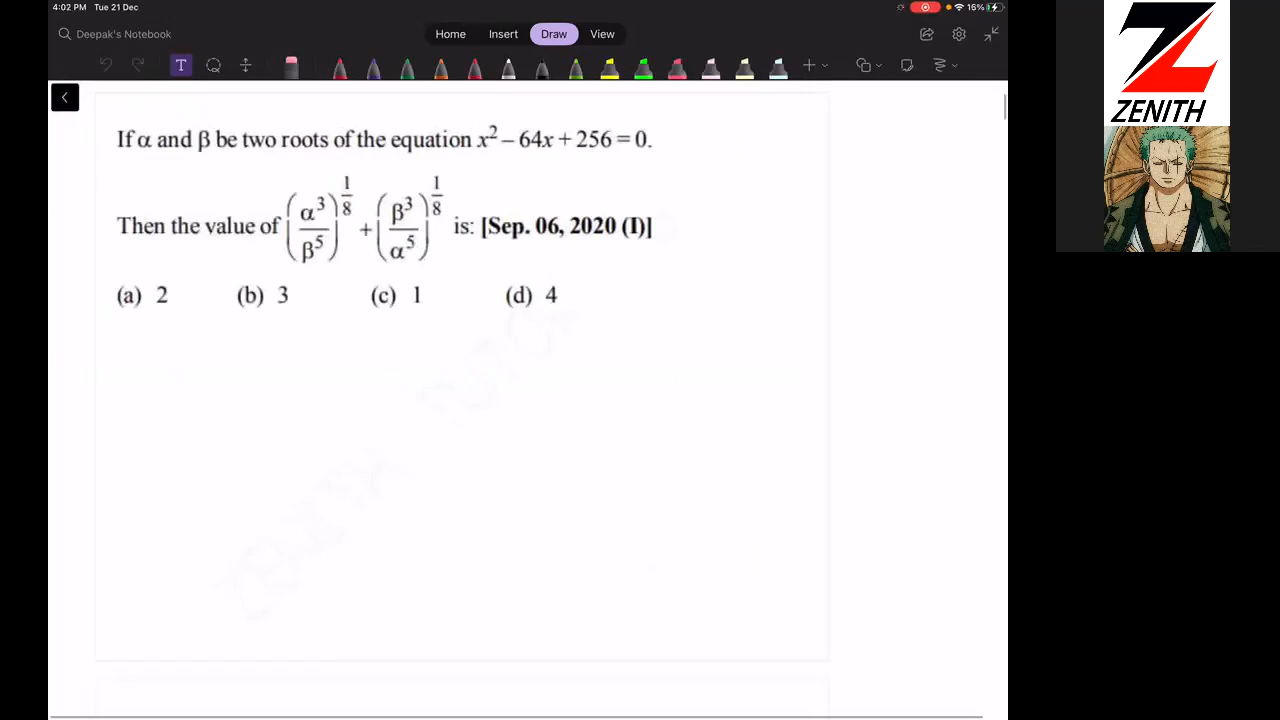 4:02 PM Tue 21 Dec
16%
Deepak's Notebook
Home Insert Draw View
T
ZENITH
If α and β be two roots of the equation x² – 64x + 256 = 0.
Then the value of (α³/β⁵)^(1/8) + (β³/α⁵)^(1/8) is: [Sep. 06, 2020 (I)]
(a) 2 (b) 3 (c) 1 (d) 4